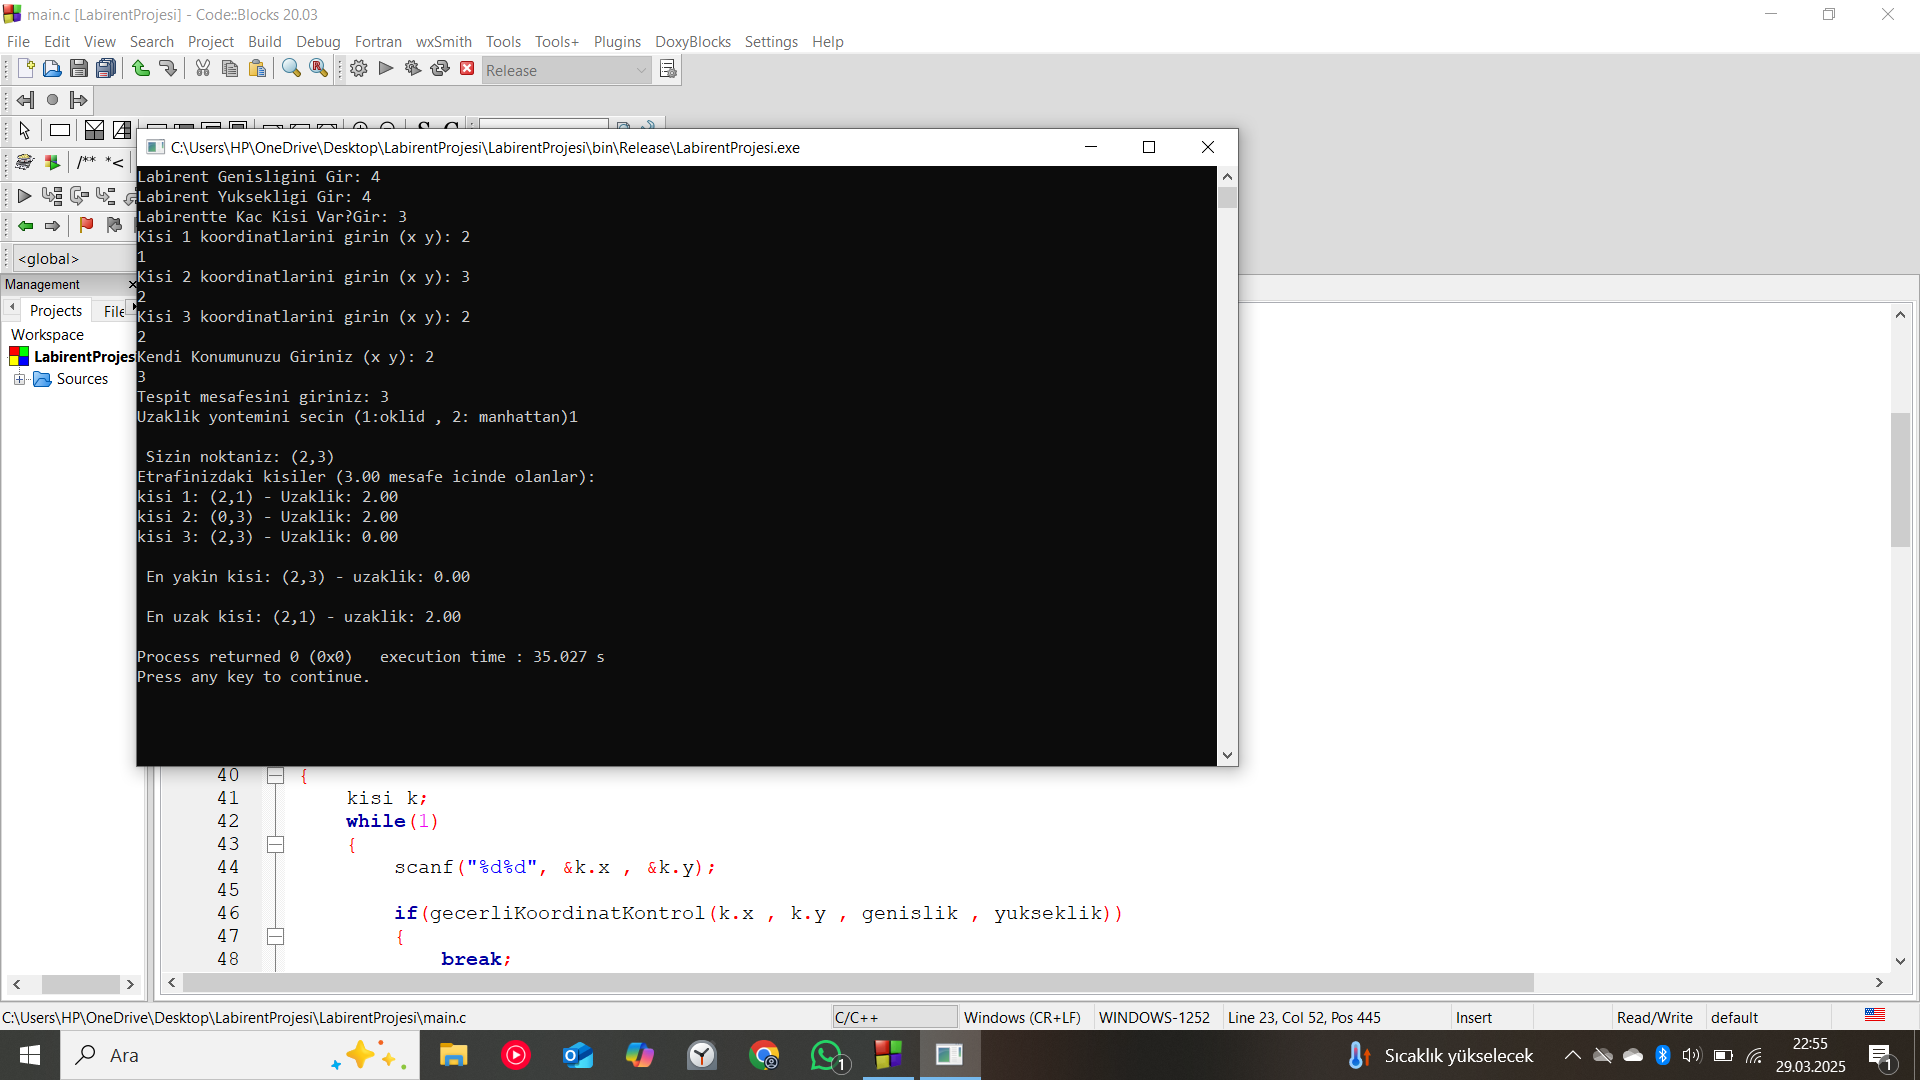 main.c [LabirentProjesi] - Code::Blocks 20.03
File Edit View Search Project Build Debug Fortran wxSmith Tools Tools+ Plugins DoxyBlocks Settings Help
Release
/** *<
<global>
Management
Projects File
Workspace
LabirentProjes
Sources
C:\Users\HP\OneDrive\Desktop\LabirentProjesi\LabirentProjesi\bin\Release\LabirentProjesi.exe
Labirent Genisligini Gir: 4
Labirent Yuksekligi Gir: 4
Labirentte Kac Kisi Var?Gir: 3
Kisi 1 koordinatlarini girin (x y): 2
1
Kisi 2 koordinatlarini girin (x y): 3
2
Kisi 3 koordinatlarini girin (x y): 2
2
Kendi Konumunuzu Giriniz (x y): 2
3
Tespit mesafesini giriniz: 3
Uzaklik yontemini secin (1:oklid , 2: manhattan)1
Sizin noktaniz: (2,3)
Etrafinizdaki kisiler (3.00 mesafe icinde olanlar):
kisi 1: (2,1) - Uzaklik: 2.00
kisi 2: (0,3) - Uzaklik: 2.00
kisi 3: (2,3) - Uzaklik: 0.00
En yakin kisi: (2,3) - uzaklik: 0.00
En uzak kisi: (2,1) - uzaklik: 2.00
Process returned 0 (0x0)   execution time : 35.027 s
Press any key to continue.
40 {
41 kisi k;
42 while(1)
43 {
44 scanf("%d%d", &k.x , &k.y);
45
46 if(gecerliKoordinatKontrol(k.x , k.y , genislik , yukseklik))
47 {
48 break;
C:\Users\HP\OneDrive\Desktop\LabirentProjesi\LabirentProjesi\main.c C/C++ Windows (CR+LF) WINDOWS-1252 Line 23, Col 52, Pos 445 Insert Read/Write default
Ara
1
Sıcaklık yükselecek
22:55
29.03.2025
1